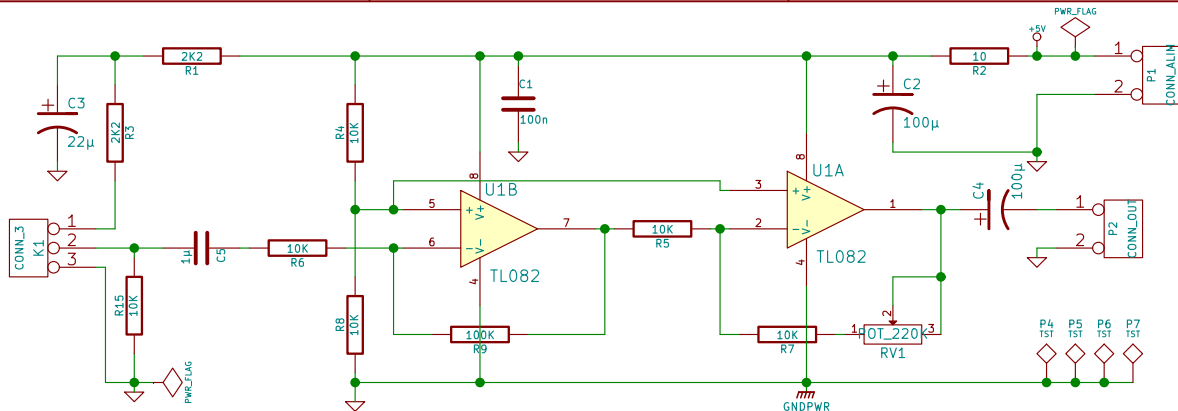 PWR_FLAG
+5V
2K2
R1
10
R2
1
2
P1
CONN_ALIM
C3
22µ
2K2
R3
R4
10K
C1
100n
C2
100µ
8
U1B
5
6
7
V+
V-
4
TL082
8
U1A
3
2
1
V+
V-
4
TL082
C4
100µ
1
2
P2
CONN_OUT
CONN_3
K1
1
2
3
1µ
C5
10K
R6
10K
R5
R15
10K
R8
10K
100K
R9
10K
R7
2
1
POT_220K
3
RV1
P4
TST
P5
TST
P6
TST
P7
TST
PWR_FLAG
GNDPWR